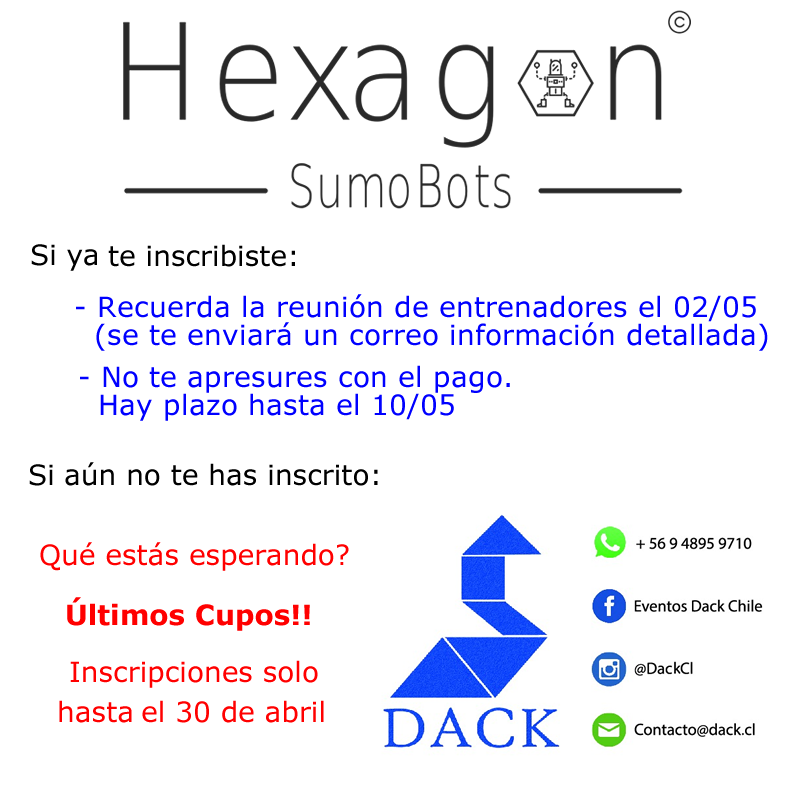 Hexagon©
SumoBots
Si ya te inscribiste:
- Recuerda la reunión de entrenadores el 02/05
(se te enviará un correo información detallada)
- No te apresures con el pago.
Hay plazo hasta el 10/05
Si aún no te has inscrito:
Qué estás esperando?
Últimos Cupos!!
Inscripciones solo
hasta el 30 de abril
DACK
+ 56 9 4895 9710
Eventos Dack Chile
@DackCl
Contacto@dack.cl